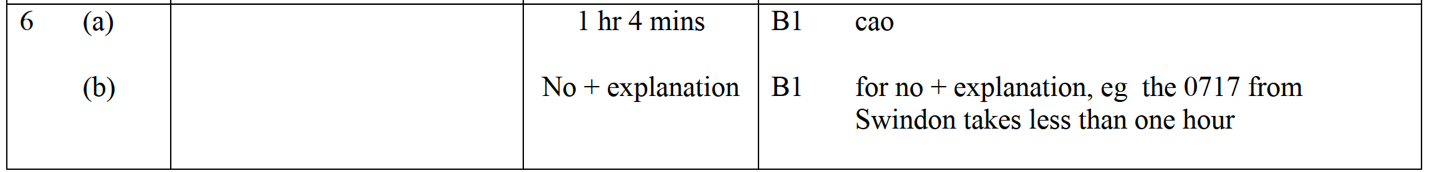 6 (a) 1 hr 4 mins B1 cao
(b) No + explanation B1 for no + explanation, eg the 0717 from
Swindon takes less than one hour